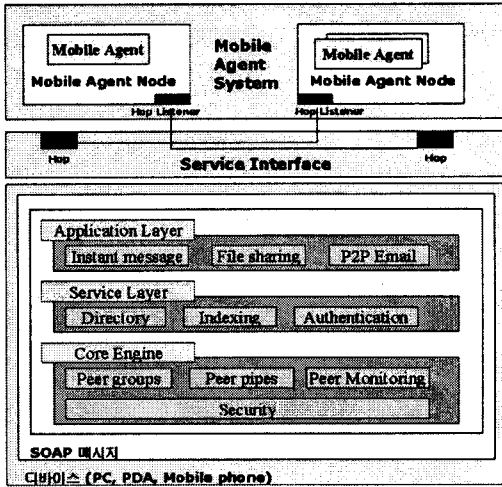 Mobile Agent
Mobile Agent Node
Hop Listener
Mobile
Agent
System
Mobile Agent
Mobile Agent Node
Hop Listener
Hop
Service Interface
Hop
Application Layer
Instant message
File sharing
P2P Email
Service Layer
Directory
Indexing
Authentication
Core Engine
Peer groups
Peer pipes
Peer Monitoring
Security
SOAP 메시지
디바이스 (PC, PDA, Mobile phone)